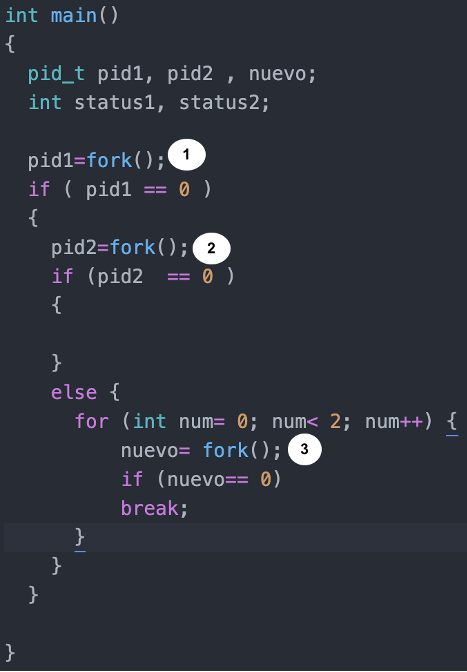 int main()
{
pid_t pid1, pid2 , nuevo;
int status1, status2;
pid1=fork(); 1
if ( pid1 == 0 )
{
pid2=fork(); 2
if (pid2  == 0 )
{
}
else {
for (int num= 0; num< 2; num++) {
nuevo= fork(); 3
if (nuevo== 0)
break;
}
}
}
}